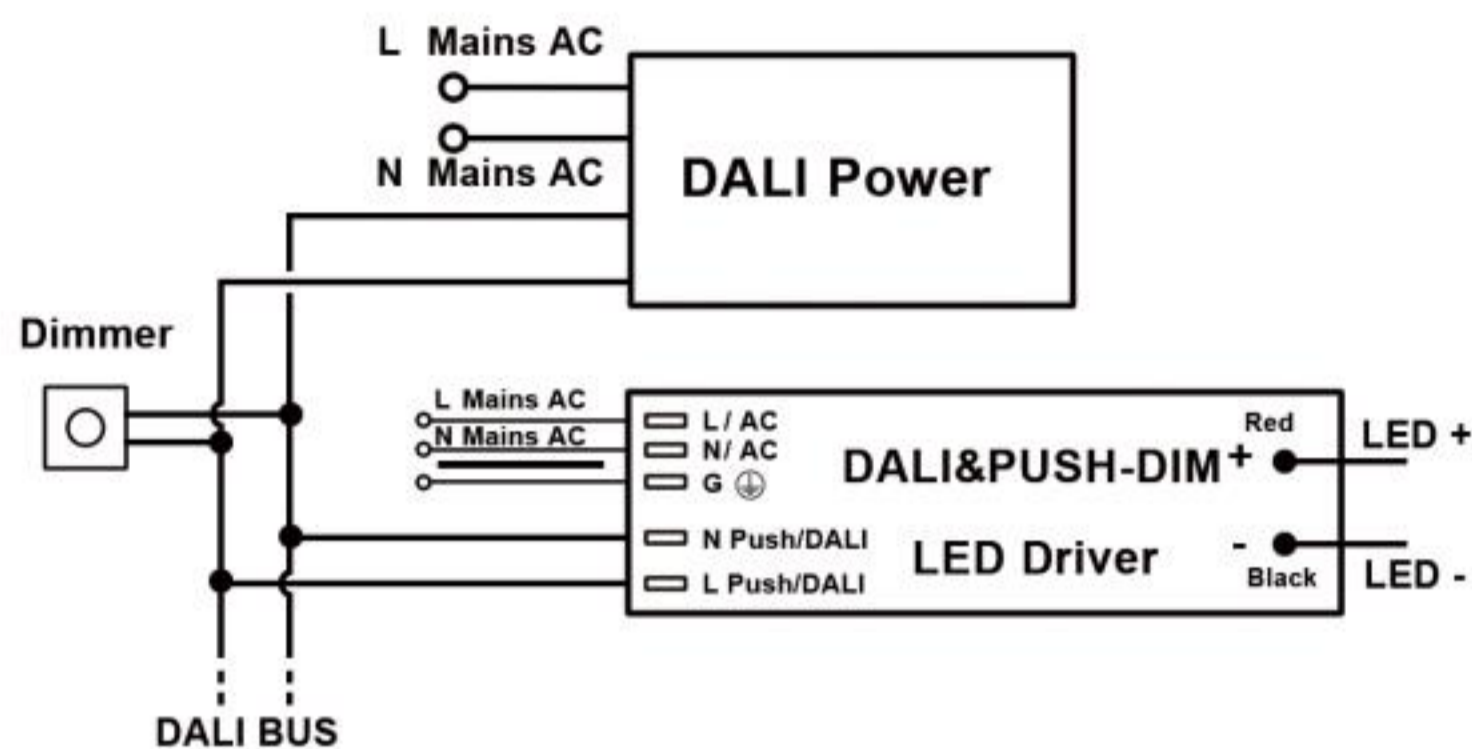 L Mains AC
N Mains AC
DALI Power
Dimmer
L Mains AC
N Mains AC
L / AC
N/ AC
G
N Push/DALI
L Push/DALI
DALI&PUSH-DIM
LED Driver
Red
+
-
Black
LED +
LED -
DALI BUS